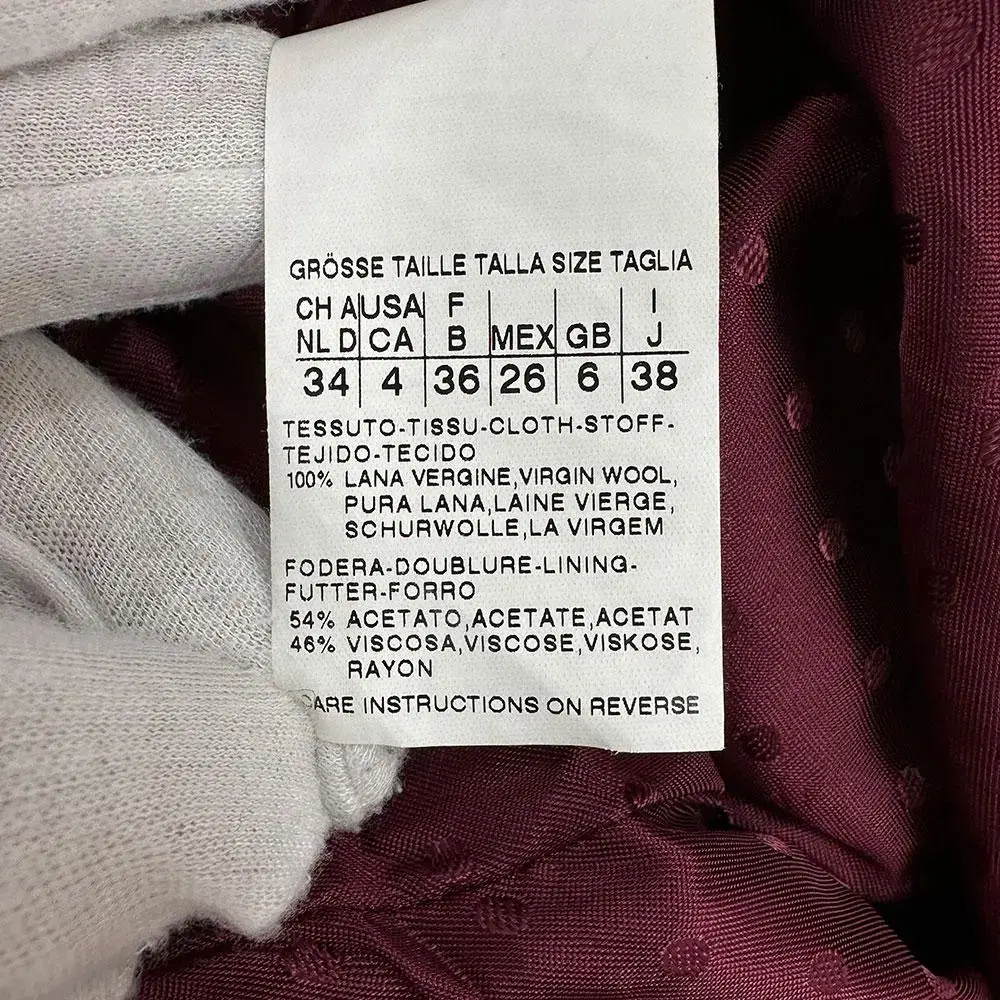 GRÖSSE TAILLE TALLA SIZE TAGLIA
CH A USA F I
NL D CA B MEX GB J
34 4 36 26 6 38
TESSUTO-TISSU-CLOTH-STOFF-
TEJIDO-TECIDO
100% LANA VERGINE,VIRGIN WOOL,
PURA LANA,LAINE VIERGE,
SCHURWOLLE,LA VIRGEM
FODERA-DOUBLURE-LINING-
FUTTER-FORRO
54% ACETATO,ACETATE,ACETAT
46% VISCOSA,VISCOSE,VISKOSE,
RAYON
CARE INSTRUCTIONS ON REVERSE